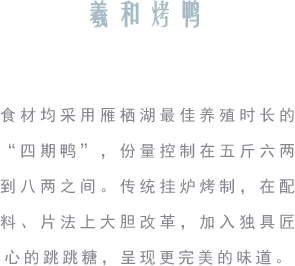 羲和烤鸭
食材均采用雁栖湖最佳养殖时长的
“四期鸭”，份量控制在五斤六两
到八两之间。传统挂炉烤制，在配
料、片法上大胆改革，加入独具匠
心的跳跳糖，呈现更完美的味道。